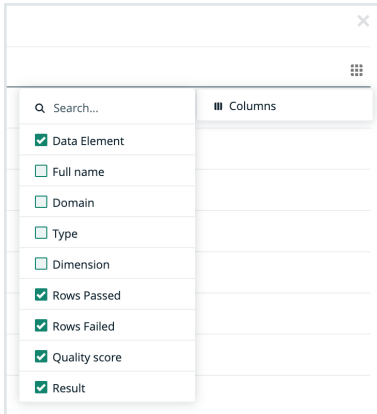 Search...
Columns
Data Element
Full name
Domain
Type
Dimension
Rows Passed
Rows Failed
Quality score
Result